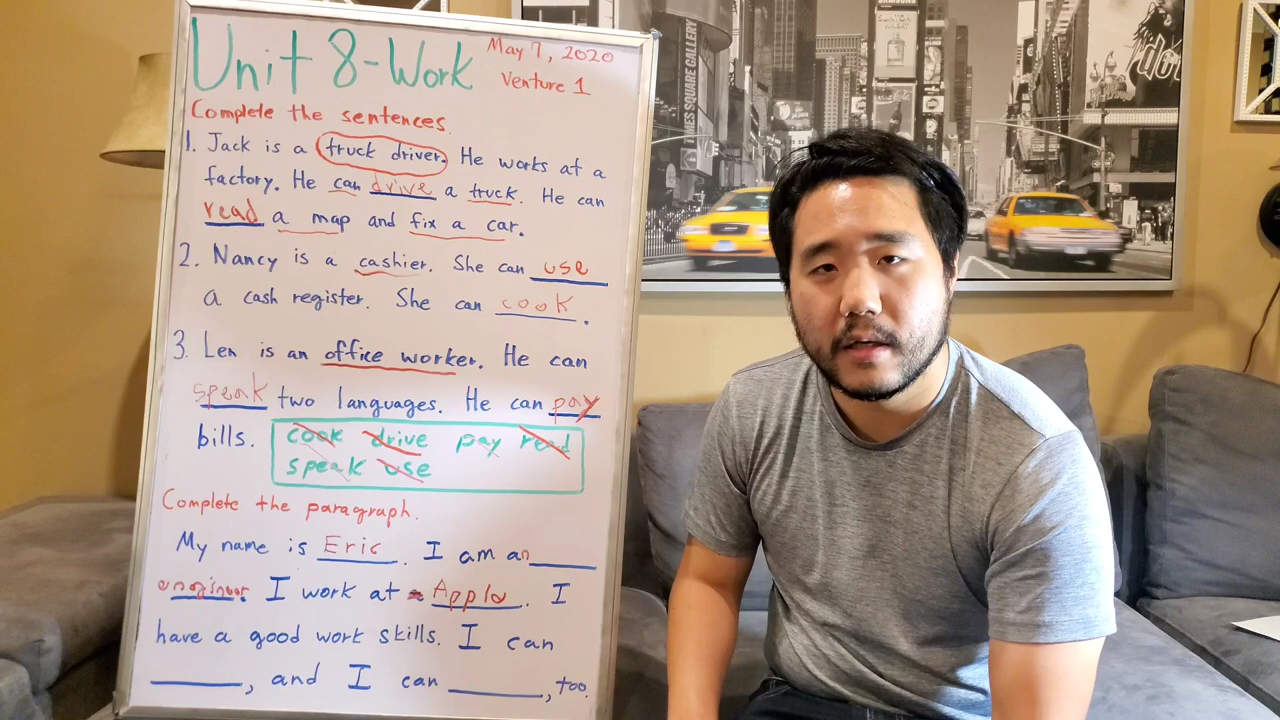 Unit 8-Work
May 7, 2020
Venture 1
Complete the sentences.
1. Jack is a truck driver. He works at a
factory. He can drive a truck. He can
read a map and fix a car.
2. Nancy is a cashier. She can use
a cash register. She can cook.
3. Len is an office worker. He can
speak two languages. He can pay
bills.
cook drive pay read
speak use
Complete the paragraph.
My name is Eric. I am an
engineer. I work at Apple. I
have a good work skills. I can
, and I can , too.
TIMES SQUARE GALLERY
SAMSUNG